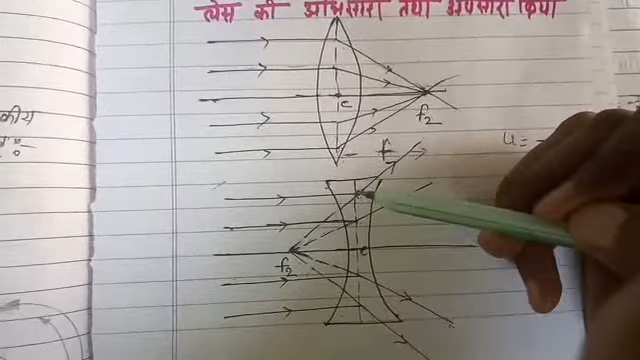 लेंस की अभिसारी तथा अपसारी क्रिया
c
f₂
u = -
f
f₂
c